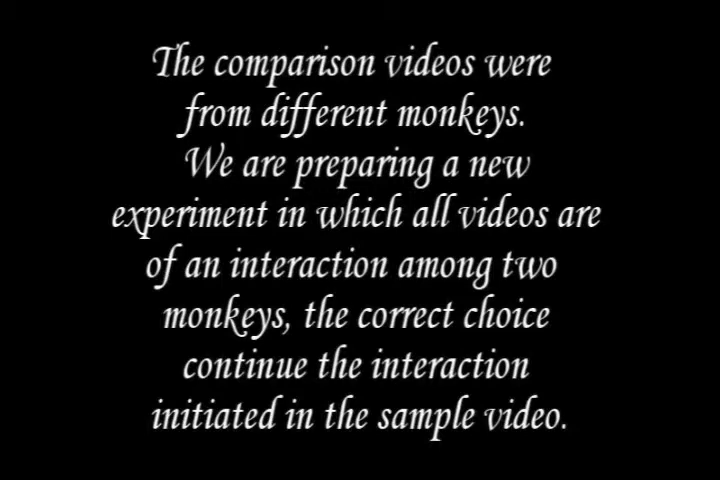 The comparison videos were
from different monkeys.
We are preparing a new
experiment in which all videos are
of an interaction among two
monkeys, the correct choice
continue the interaction
initiated in the sample video.